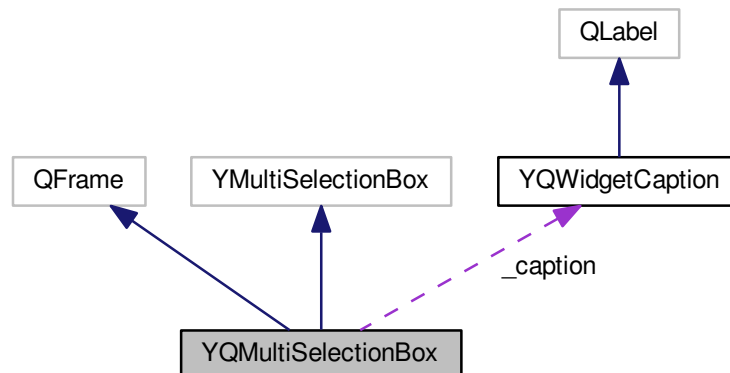 QLabel
QFrame
YMultiSelectionBox
YQWidgetCaption
_caption
YQMultiSelectionBox